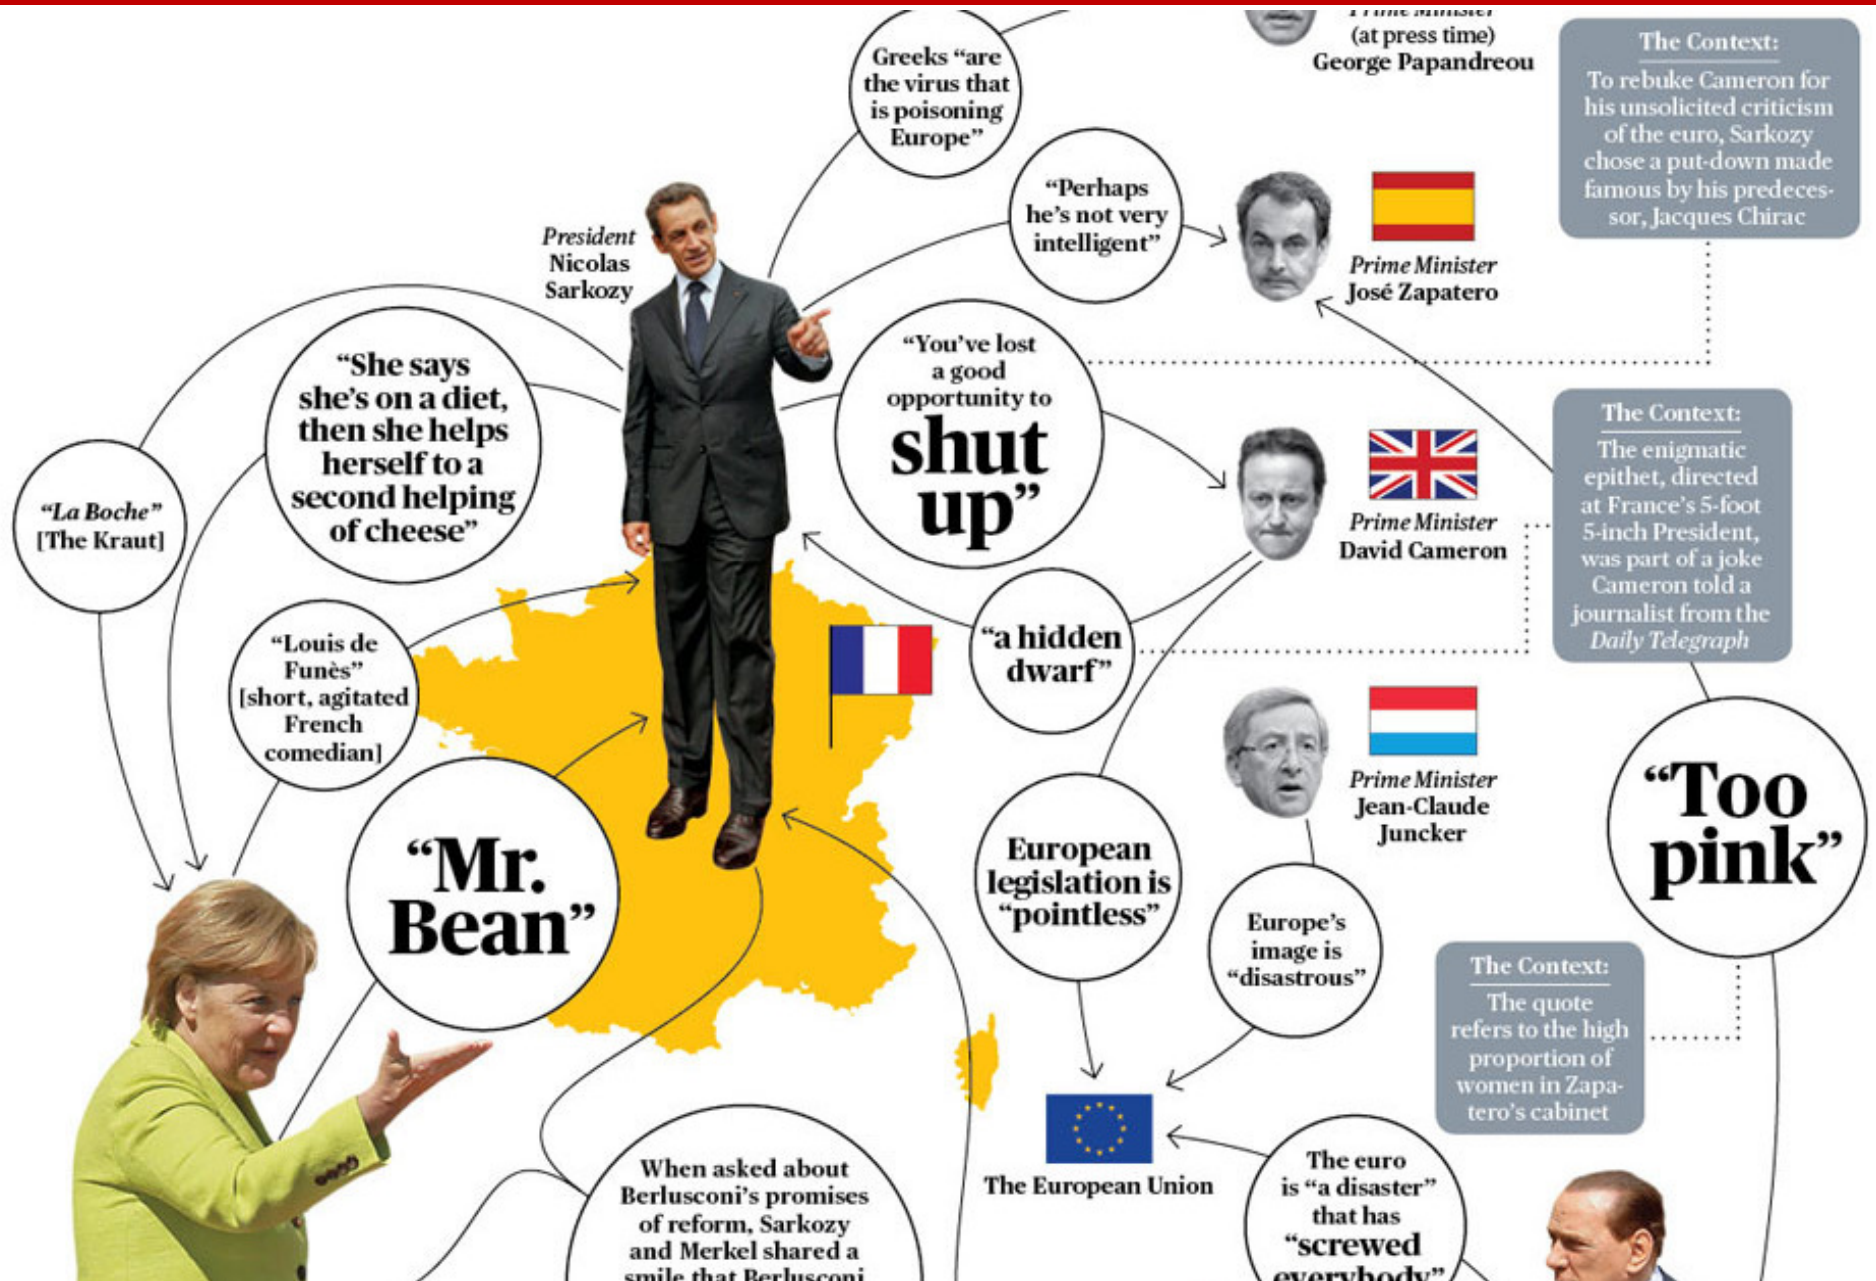 Prime Minister
(at press time)
George Papandreou
Greeks “are
the virus that
is poisoning
Europe”
The Context:
To rebuke Cameron for
his unsolicited criticism
of the euro, Sarkozy
chose a put-down made
famous by his predeces-
sor, Jacques Chirac
“Perhaps
he’s not very
intelligent”
Prime Minister
José Zapatero
President
Nicolas
Sarkozy
“She says
she’s on a diet,
then she helps
herself to a
second helping
of cheese”
“You’ve lost
a good
opportunity to
shut
up”
“La Boche”
[The Kraut]
Prime Minister
David Cameron
The Context:
The enigmatic
epithet, directed
at France’s 5-foot
5-inch President,
was part of a joke
Cameron told a
journalist from the
Daily Telegraph
“Louis de
Funès”
[short, agitated
French
comedian]
“a hidden
dwarf”
Prime Minister
Jean-Claude
Juncker
“Too
pink”
“Mr.
Bean”
European
legislation is
“pointless”
Europe’s
image is
“disastrous”
The Context:
The quote
refers to the high
proportion of
women in Zapa-
tero’s cabinet
The European Union
When asked about
Berlusconi’s promises
of reform, Sarkozy
and Merkel shared a
smile that Berlusconi
The euro
is “a disaster”
that has
“screwed
everybody”